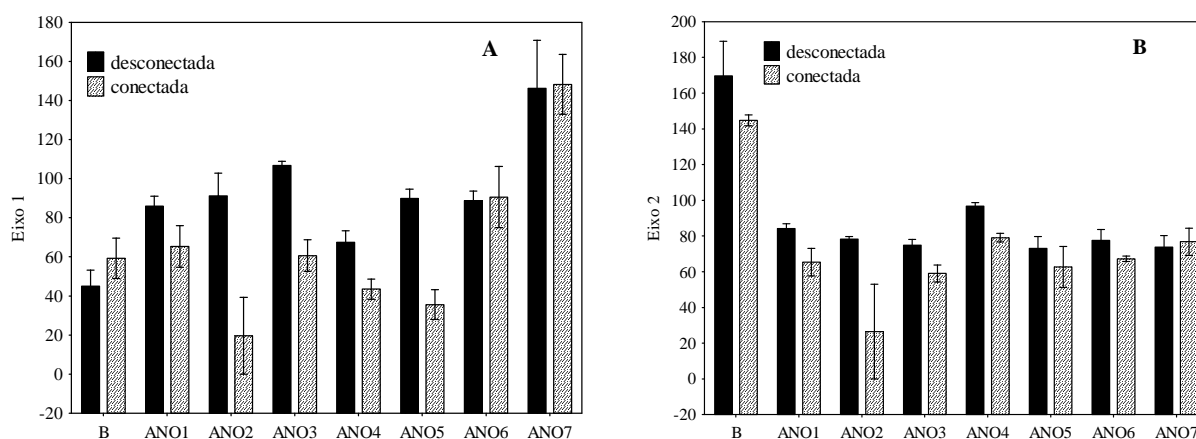 A
desconectada
conectada
Eixo 1
180
160
140
120
100
80
60
40
20
0
-20
B ANO1 ANO2 ANO3 ANO4 ANO5 ANO6 ANO7
B
desconectada
conectada
Eixo 2
200
180
160
140
120
100
80
60
40
20
0
-20
B ANO1 ANO2 ANO3 ANO4 ANO5 ANO6 ANO7